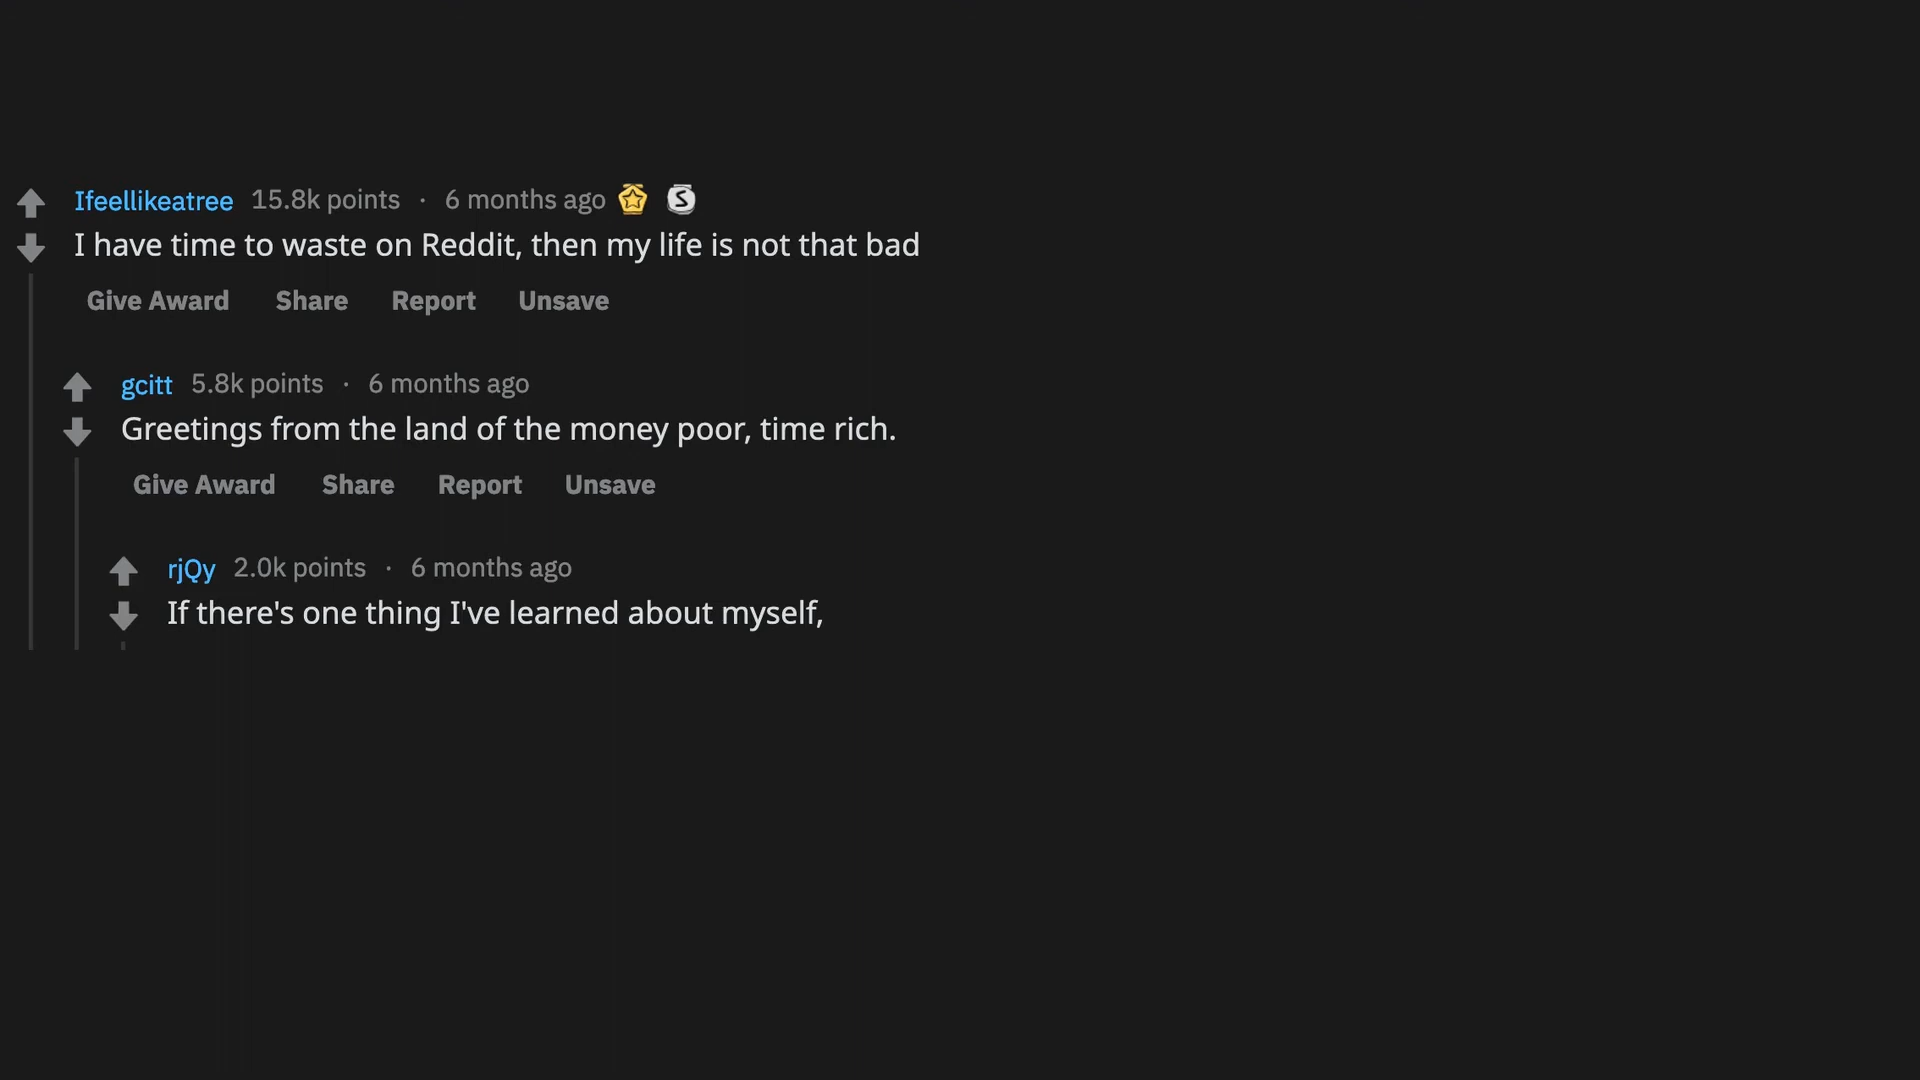 Ifeellikeatree 15.8k points · 6 months ago
I have time to waste on Reddit, then my life is not that bad
Give Award Share Report Unsave
gcitt 5.8k points · 6 months ago
Greetings from the land of the money poor, time rich.
Give Award Share Report Unsave
rjQy 2.0k points · 6 months ago
If there's one thing I've learned about myself,